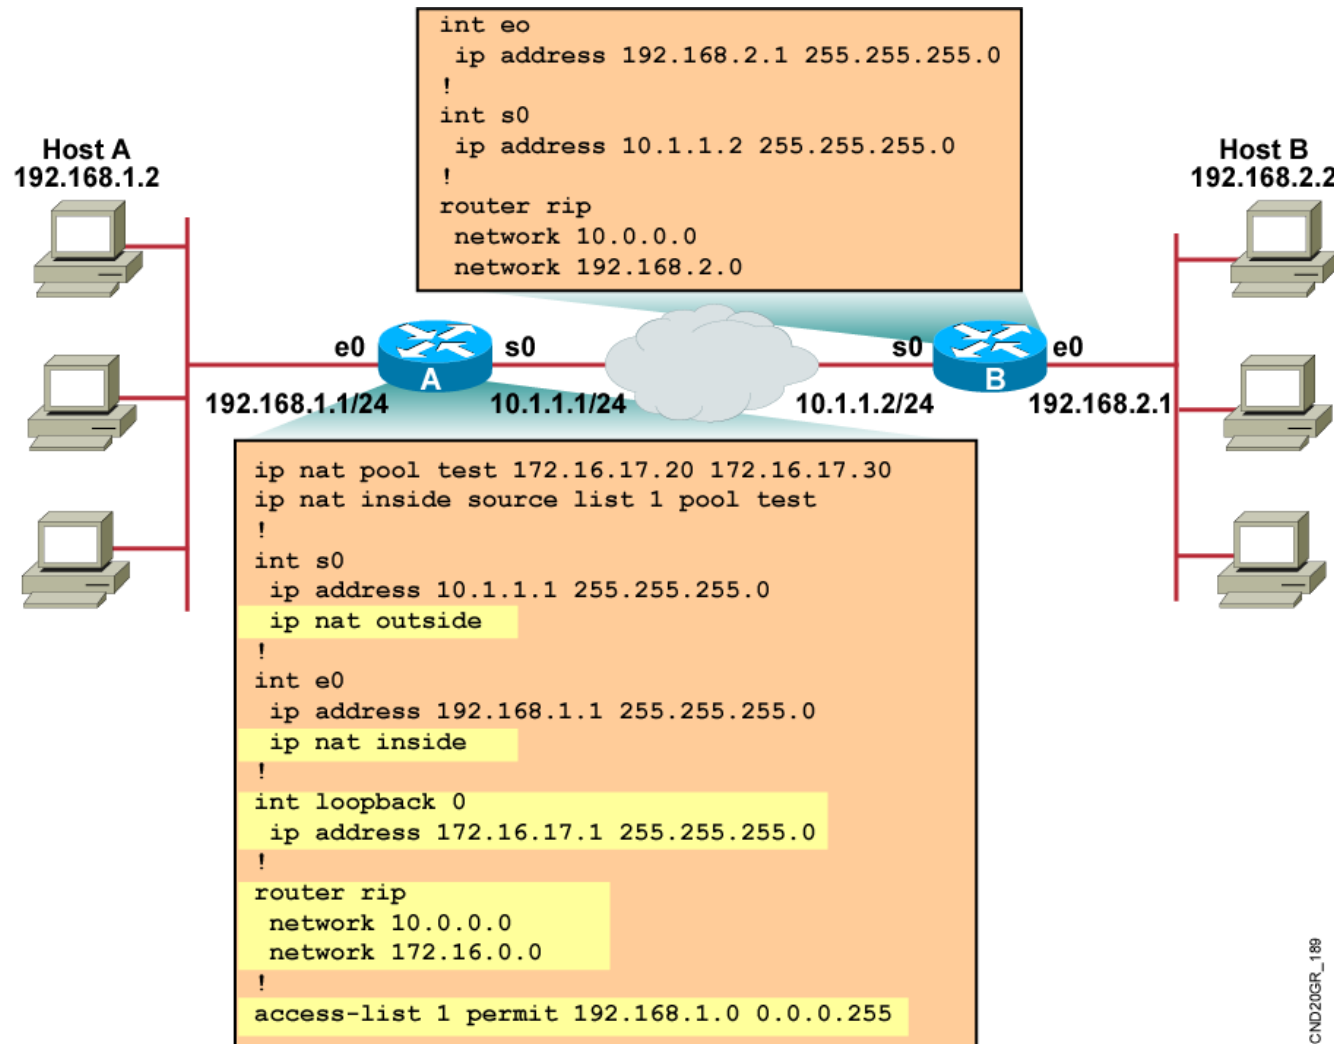 int eo
ip address 192.168.2.1 255.255.255.0
!
int s0
ip address 10.1.1.2 255.255.255.0
!
router rip
network 10.0.0.0
network 192.168.2.0
Host A
192.168.1.2
Host B
192.168.2.2
e0
A
s0
s0
B
e0
192.168.1.1/24
10.1.1.1/24
10.1.1.2/24
192.168.2.1
ip nat pool test 172.16.17.20 172.16.17.30
ip nat inside source list 1 pool test
!
int s0
ip address 10.1.1.1 255.255.255.0
ip nat outside
!
int e0
ip address 192.168.1.1 255.255.255.0
ip nat inside
!
int loopback 0
ip address 172.16.17.1 255.255.255.0
!
router rip
network 10.0.0.0
network 172.16.0.0
!
access-list 1 permit 192.168.1.0 0.0.0.255
CND20GR_189